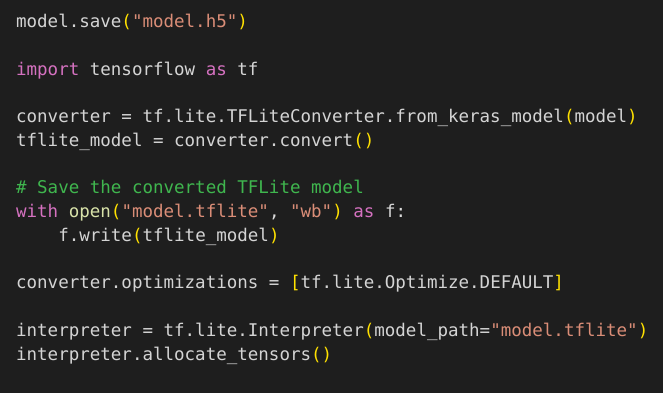 model.save("model.h5")
import tensorflow as tf
converter = tf.lite.TFLiteConverter.from_keras_model(model)
tflite_model = converter.convert()
# Save the converted TFLite model
with open("model.tflite", "wb") as f:
    f.write(tflite_model)
converter.optimizations = [tf.lite.Optimize.DEFAULT]
interpreter = tf.lite.Interpreter(model_path="model.tflite")
interpreter.allocate_tensors()